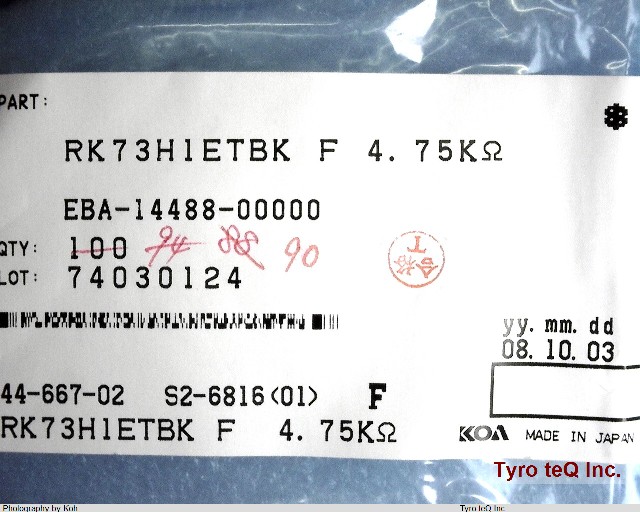 PART:
RK73H1ETBK F 4.75KΩ
EBA-14488-00000
QTY: 100 94 88 90
LOT: 74030124
合格
T
yy. mm. dd
08. 10. 03
44-667-02 S2-6816(01) F
RK73H1ETBK F 4.75KΩ
KOA MADE IN JAPAN
Tyro teQ Inc.
Photography by Koh Tyro teQ Inc